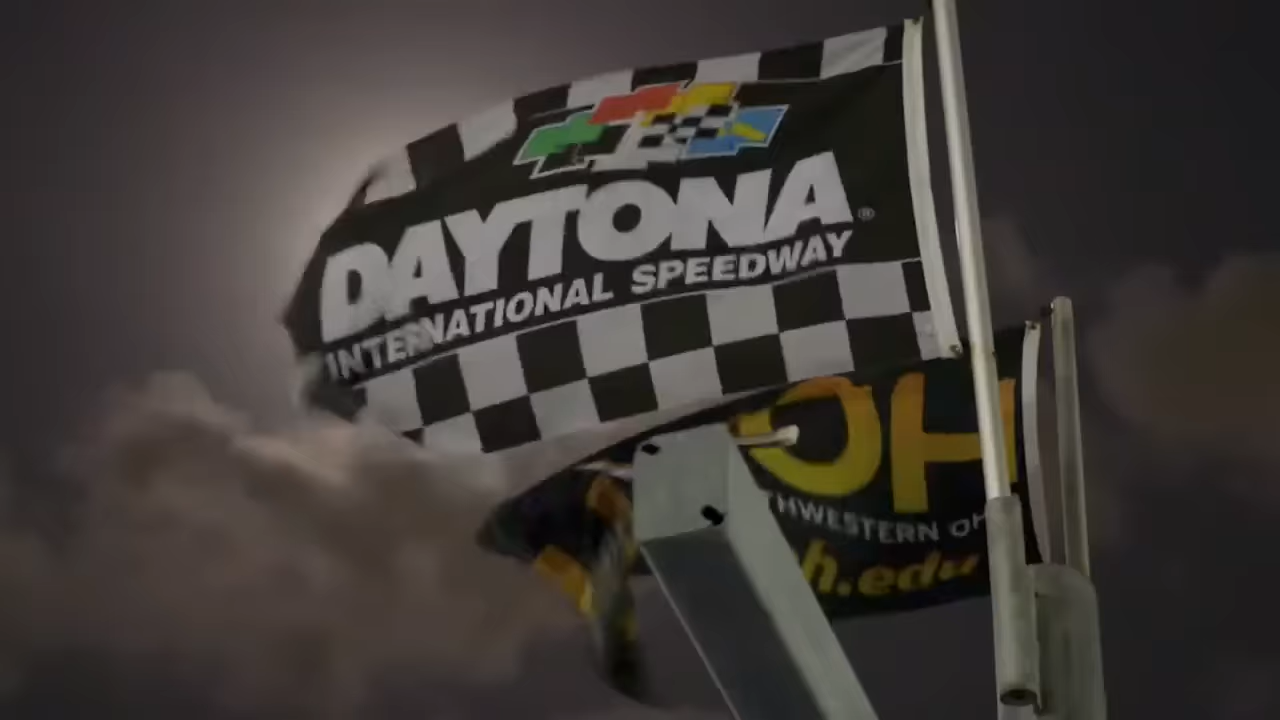 DAYTONA®
INTERNATIONAL SPEEDWAY
OH
THWESTERN OH
h.edu